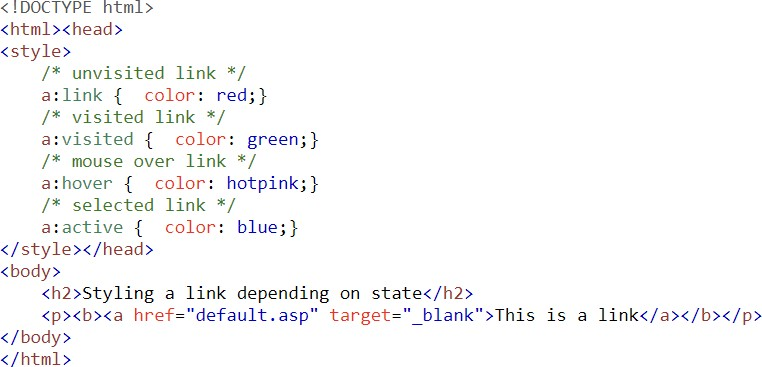 <!DOCTYPE html>
<html><head>
<style>
    /* unvisited link */
    a:link {  color: red;}
    /* visited link */
    a:visited {  color: green;}
    /* mouse over link */
    a:hover {  color: hotpink;}
    /* selected link */
    a:active {  color: blue;}
</style></head>
<body>
    <h2>Styling a link depending on state</h2>
    <p><b><a href="default.asp" target="_blank">This is a link</a></b></p>
</body>
</html>